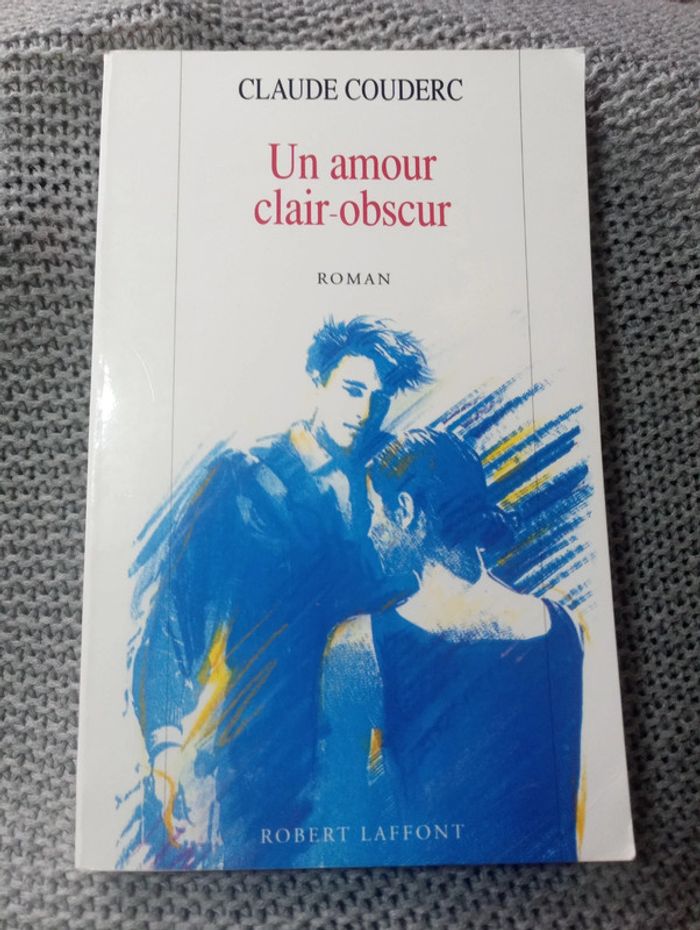 CLAUDE COUDERC
Un amour
clair-obscur
ROMAN
ROBERT LAFFONT